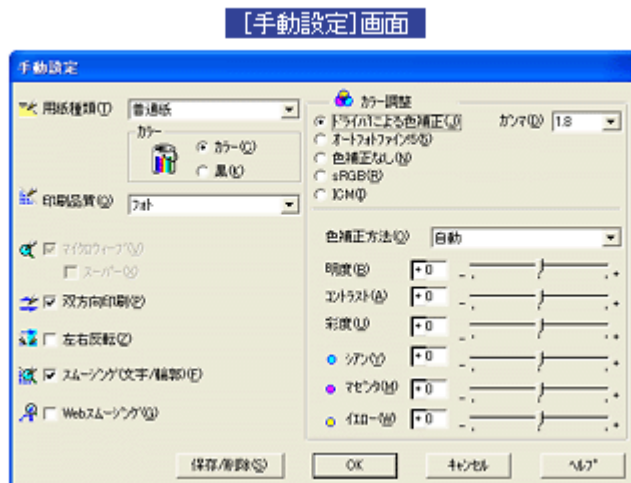 [手動設定]画面
手動設定
用紙種類(T) 普通紙
カラー
カラー(C)
黒(K)
印刷品質(Q) フォト
マイクロウィーブ(V)
スーパー(X)
双方向印刷(P)
左右反転(Z)
スムージング(文字/輪郭)(F)
Webスムージング(G)
カラー調整
ドライバによる色補正(J) ガンマ(D) 1.8
オートフォトファイン!5(5)
色補正なし(N)
sRGB(R)
ICM(I)
色補正方法(O) 自動
明度(B) +0 - +
コントラスト(A) +0 - +
彩度(U) +0 - +
シアン(Y) +0 - +
マゼンタ(M) +0 - +
イエロー(W) +0 - +
保存/削除(S) OK キャンセル ヘルプ